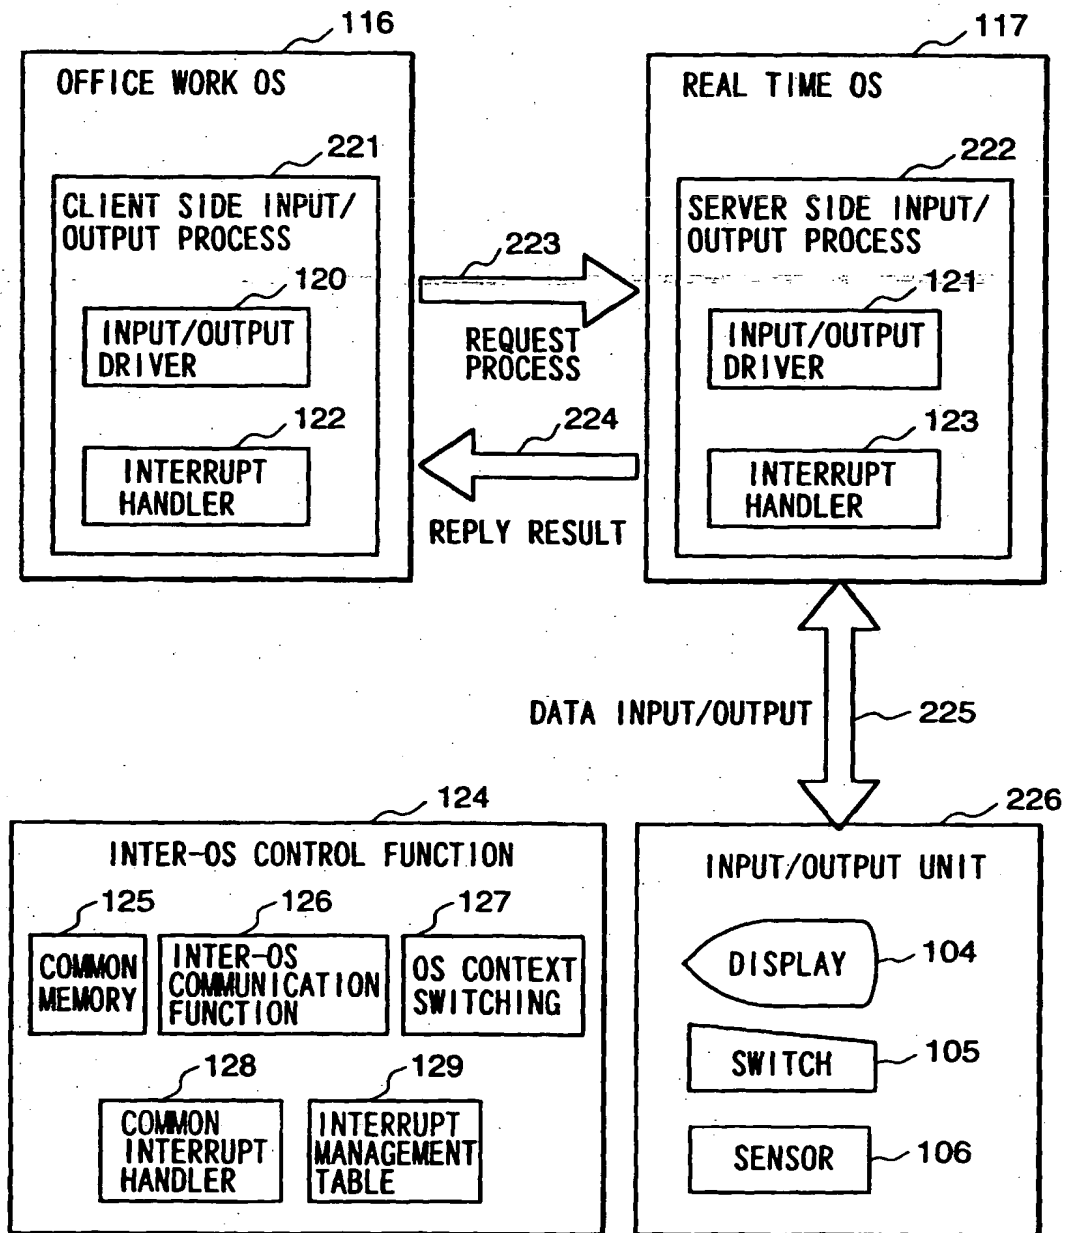 116
OFFICE WORK OS
221
CLIENT SIDE INPUT/
OUTPUT PROCESS
120
INPUT/OUTPUT
DRIVER
122
INTERRUPT
HANDLER
223
REQUEST
PROCESS
224
REPLY RESULT
117
REAL TIME OS
222
SERVER SIDE INPUT/
OUTPUT PROCESS
121
INPUT/OUTPUT
DRIVER
123
INTERRUPT
HANDLER
DATA INPUT/OUTPUT
225
124
INTER-OS CONTROL FUNCTION
125
COMMON
MEMORY
126
INTER-OS
COMMUNICATION
FUNCTION
127
OS CONTEXT
SWITCHING
128
COMMON
INTERRUPT
HANDLER
129
INTERRUPT
MANAGEMENT
TABLE
226
INPUT/OUTPUT UNIT
DISPLAY
104
SWITCH
105
SENSOR
106